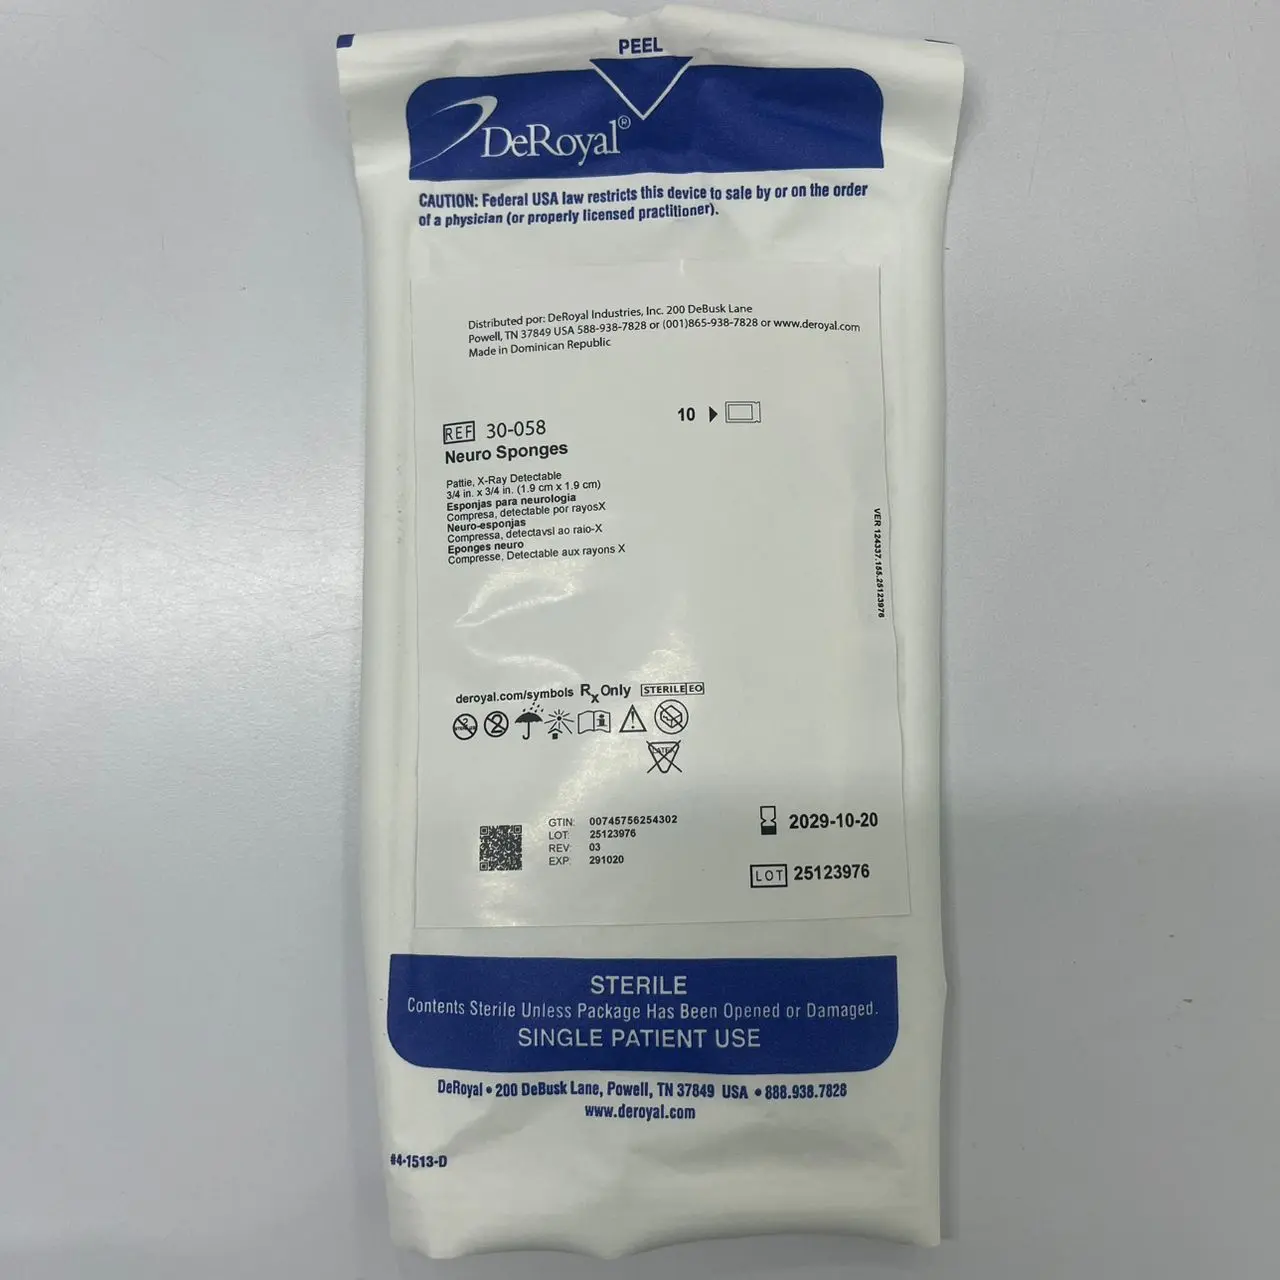 PEEL
DeRoyal®
CAUTION: Federal USA law restricts this device to sale by or on the order
of a physician (or properly licensed practitioner).
Distributed por: DeRoyal Industries, Inc. 200 DeBusk Lane
Powell, TN 37849 USA 588-938-7828 or (001)865-938-7828 or www.deroyal.com
Made in Dominican Republic
10
REF 30-058
Neuro Sponges
Pattie, X-Ray Detectable
3/4 in. x 3/4 in. (1.9 cm x 1.9 cm)
Esponjas para neurologia
Compresa, detectable por rayosX
Neuro-esponjas
Compressa, detectavsl ao raio-X
Eponges neuro
Compresse, Detectable aux rayons X
VER 124337.155.25123976
deroyal.com/symbols Rx Only STERILE EO
2
LATEX
GTIN: 00745756254302
LOT: 25123976
REV: 03
EXP: 291020
2029-10-20
LOT 25123976
STERILE
Contents Sterile Unless Package Has Been Opened or Damaged.
SINGLE PATIENT USE
DeRoyal • 200 DeBusk Lane, Powell, TN 37849 USA • 888.938.7828
www.deroyal.com
#4-1513-D